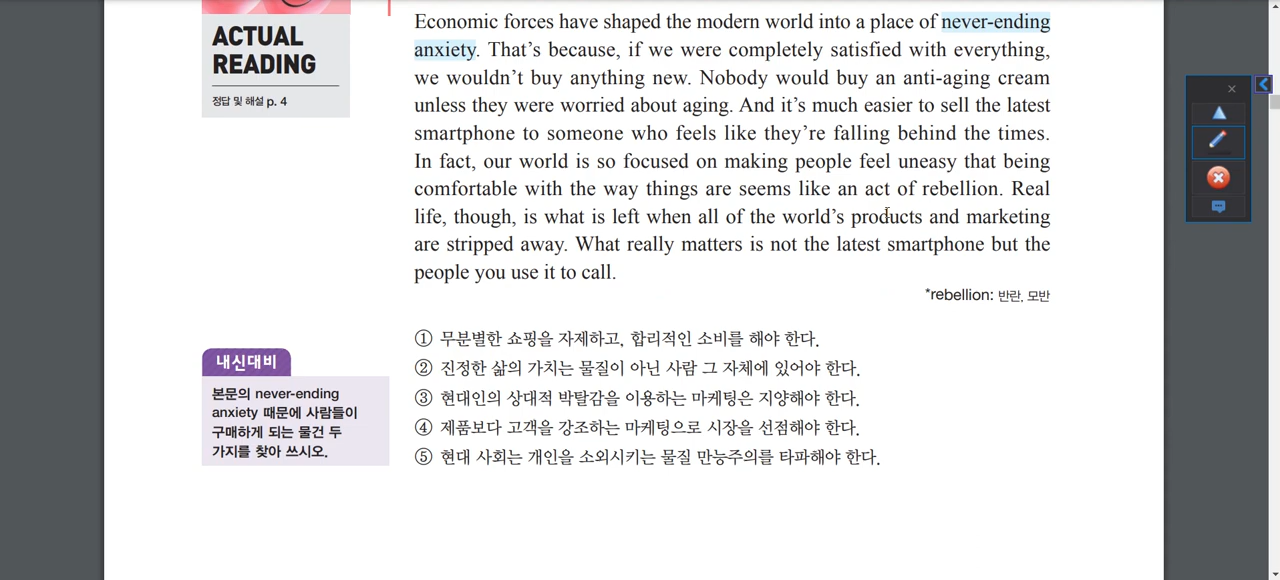 ACTUAL
READING
정답 및 해설 p. 4
Economic forces have shaped the modern world into a place of never-ending
anxiety. That’s because, if we were completely satisfied with everything,
we wouldn’t buy anything new. Nobody would buy an anti-aging cream
unless they were worried about aging. And it’s much easier to sell the latest
smartphone to someone who feels like they’re falling behind the times.
In fact, our world is so focused on making people feel uneasy that being
comfortable with the way things are seems like an act of rebellion. Real
life, though, is what is left when all of the world’s products and marketing
are stripped away. What really matters is not the latest smartphone but the
people you use it to call.
*rebellion: 반란, 모반
① 무분별한 쇼핑을 자제하고, 합리적인 소비를 해야 한다.
② 진정한 삶의 가치는 물질이 아닌 사람 그 자체에 있어야 한다.
③ 현대인의 상대적 박탈감을 이용하는 마케팅은 지양해야 한다.
④ 제품보다 고객을 강조하는 마케팅으로 시장을 선점해야 한다.
⑤ 현대 사회는 개인을 소외시키는 물질 만능주의를 타파해야 한다.
내신대비
본문의 never-ending
anxiety 때문에 사람들이
구매하게 되는 물건 두
가지를 찾아 쓰시오.